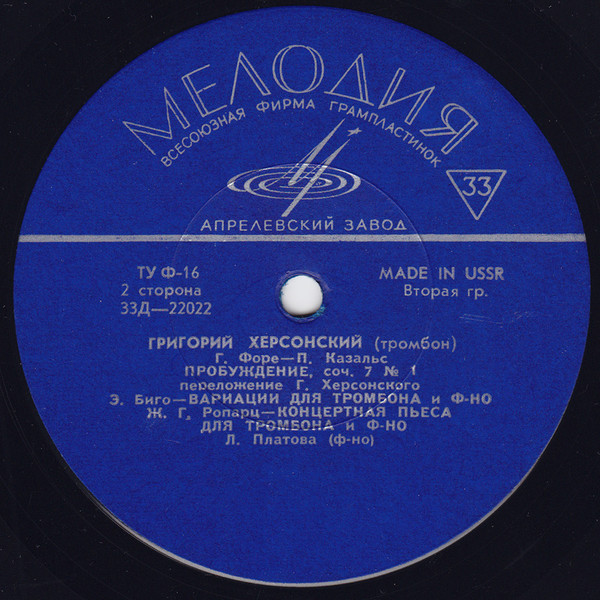 МЕЛОДИЯ
ВСЕСОЮЗНАЯ ФИРМА ГРАМПЛАСТИНОК
33
АПРЕЛЕВСКИЙ ЗАВОД
ТУ Ф-16
MADE IN USSR
2 сторона
Вторая гр.
33Д—22022
ГРИГОРИЙ ХЕРСОНСКИЙ (тромбон)
Г. Форе—П. Казальс
ПРОБУЖДЕНИЕ, соч. 7 № 1
переложение Г. Херсонского
Э. Биго—ВАРИАЦИИ ДЛЯ ТРОМБОНА и Ф-НО
Ж. Г. Ропарц—КОНЦЕРТНАЯ ПЬЕСА
ДЛЯ ТРОМБОНА и Ф-НО
Л. Платова (ф-но)